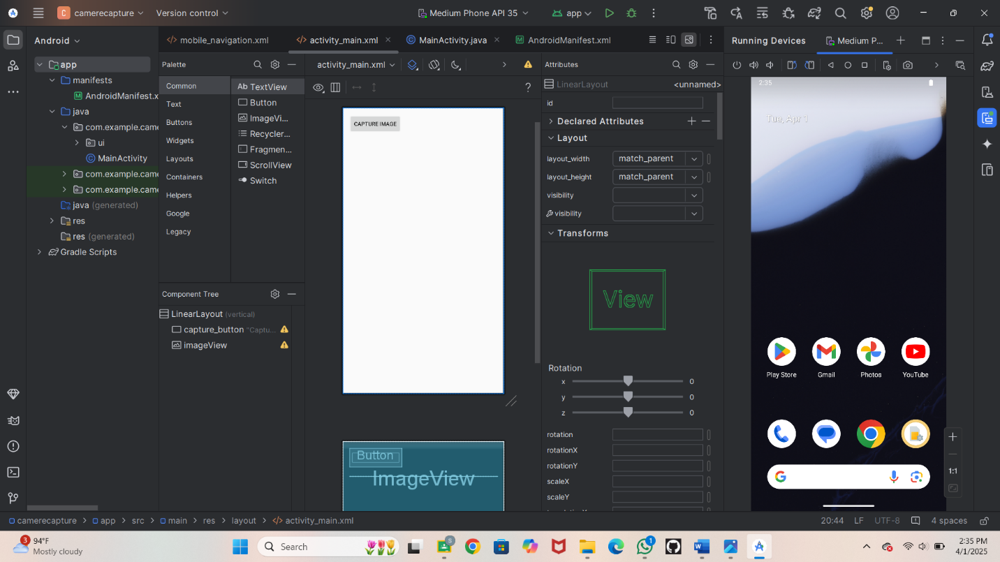 C camerecapture Version control Medium Phone API 35 app
Android
mobile_navigation.xml activity_main.xml MainActivity.java AndroidManifest.xml
Running Devices Medium P...
app
manifests
AndroidManifest.x
java
com.example.came
ui
MainActivity
com.example.came
com.example.came
java (generated)
res
res (generated)
Gradle Scripts
Palette
Common
Text
Buttons
Widgets
Layouts
Containers
Helpers
Google
Legacy
Ab TextView
Button
ImageVi...
Recycler...
Fragmen...
ScrollView
Switch
Component Tree
LinearLayout (vertical)
capture_button "Captu...
imageView
activity_main.xml
CAPTURE IMAGE
Button
ImageView
Attributes
LinearLayout <unnamed>
id
Declared Attributes
Layout
layout_width match_parent
layout_height match_parent
visibility
visibility
Transforms
View
Rotation
x 0
y 0
z 0
rotation
rotationX
rotationY
scaleX
scaleY
2:35
Tue, Apr 1
Play Store Gmail Photos YouTube
1:1
camerecapture > app > src > main > res > layout > activity_main.xml
20:44 LF UTF-8 4 spaces
3 94°F
Mostly cloudy
Search
S
1
2:35 PM
4/1/2025